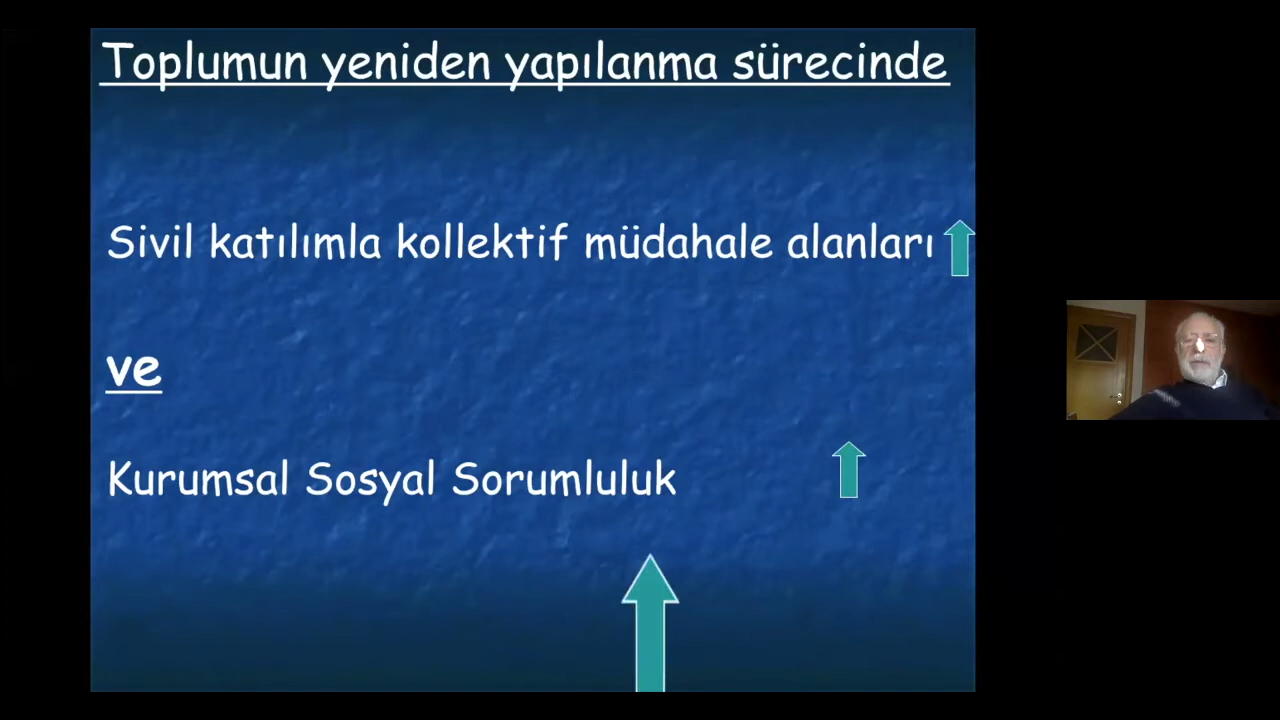 Toplumun yeniden yapılanma sürecinde
Sivil katılımla kollektif müdahale alanları
ve
Kurumsal Sosyal Sorumluluk